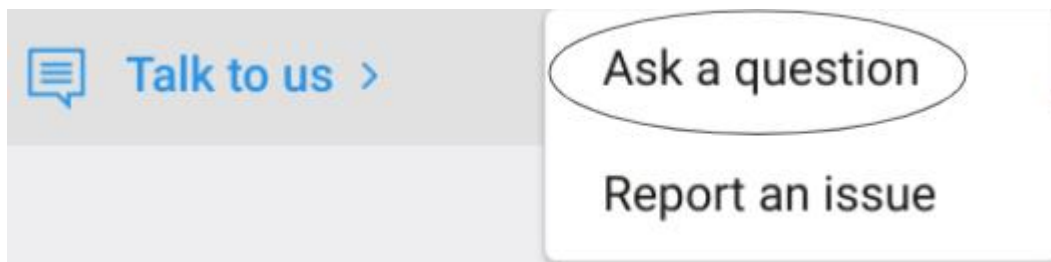 Talk to us >
Ask a question
Report an issue